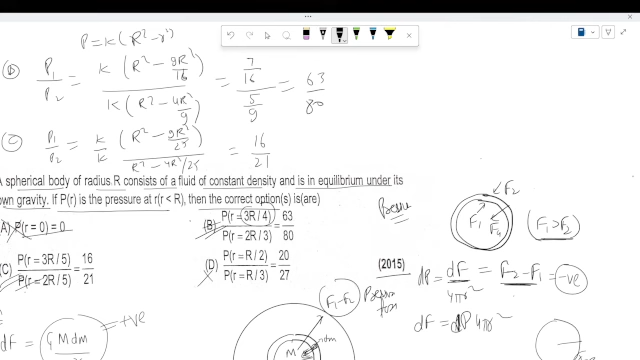 P = K(R² - r²)
(B) P₁/P₂ = K(R² - 9R²/16) / K(R² - 4R²/9) = 7/16 / 5/9 = 63/80
(C) P₁/P₂ = K/K (R² - 9R²/25) / (R² - 4R²/25) = 16/21
A spherical body of radius R consists of a fluid of constant density and is in equilibrium under its
own gravity. If P(r) is the pressure at r(r < R), then the correct option(s) is(are)
(A) P(r = 0) = 0
(B) P(r = 3R/4) / P(r = 2R/3) = 63/80
(C) P(r = 3R/5) / P(r = 2R/5) = 16/21
(D) P(r = R/2) / P(r = R/3) = 20/27
(2015)
F₂
F₁
(F₁ > F₂)
dP = dF/4πr² = F₂ - F₁ = -ve
dF = dP 4πr²
F₁-F₂
dF = G M dm = +ve
M
dm